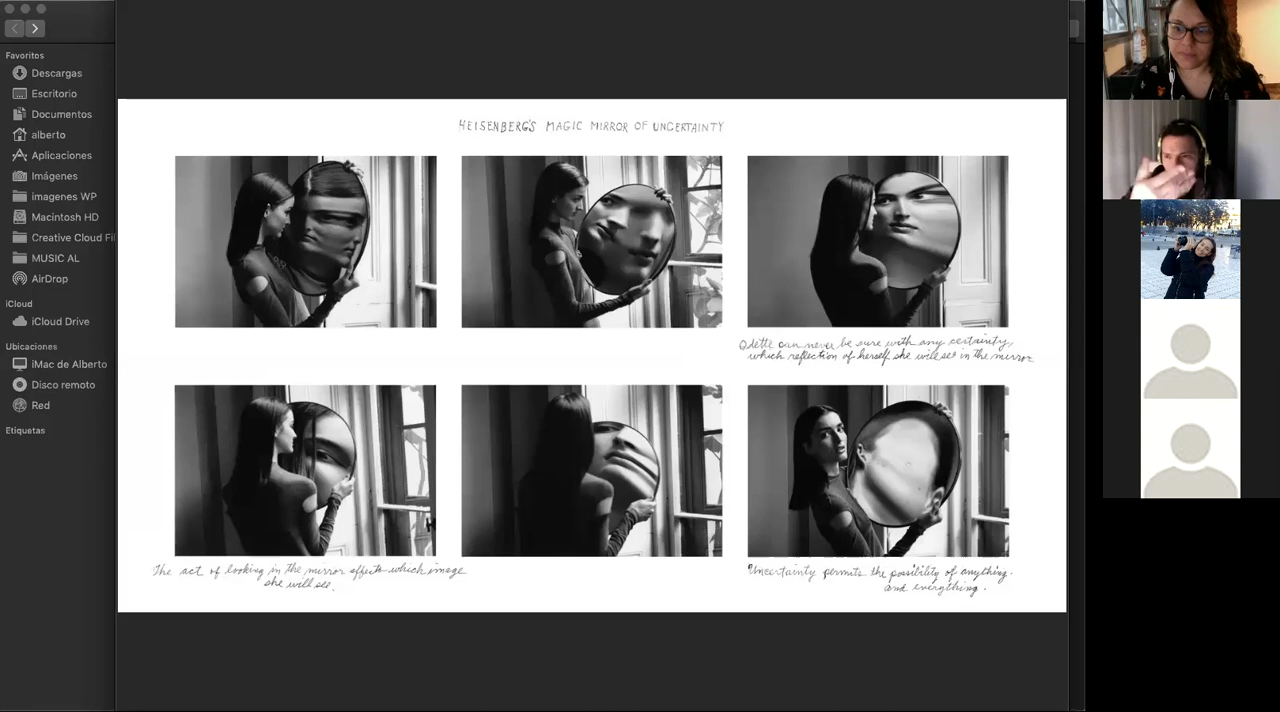 Favoritos
Descargas
Escritorio
Documentos
alberto
Aplicaciones
Imágenes
imagenes WP
Macintosh HD
Creative Cloud Fil
MUSIC AL
AirDrop
iCloud
iCloud Drive
Ubicaciones
iMac de Alberto
Disco remoto
Red
Etiquetas
HEISENBERG'S MAGIC MIRROR OF UNCERTAINTY
Odette can never be sure with any certainty,
which reflection of herself she will see in the mirror
The act of looking in the mirror effects which image
she will see.
Uncertainty permits the possibility of anything.
and everything.